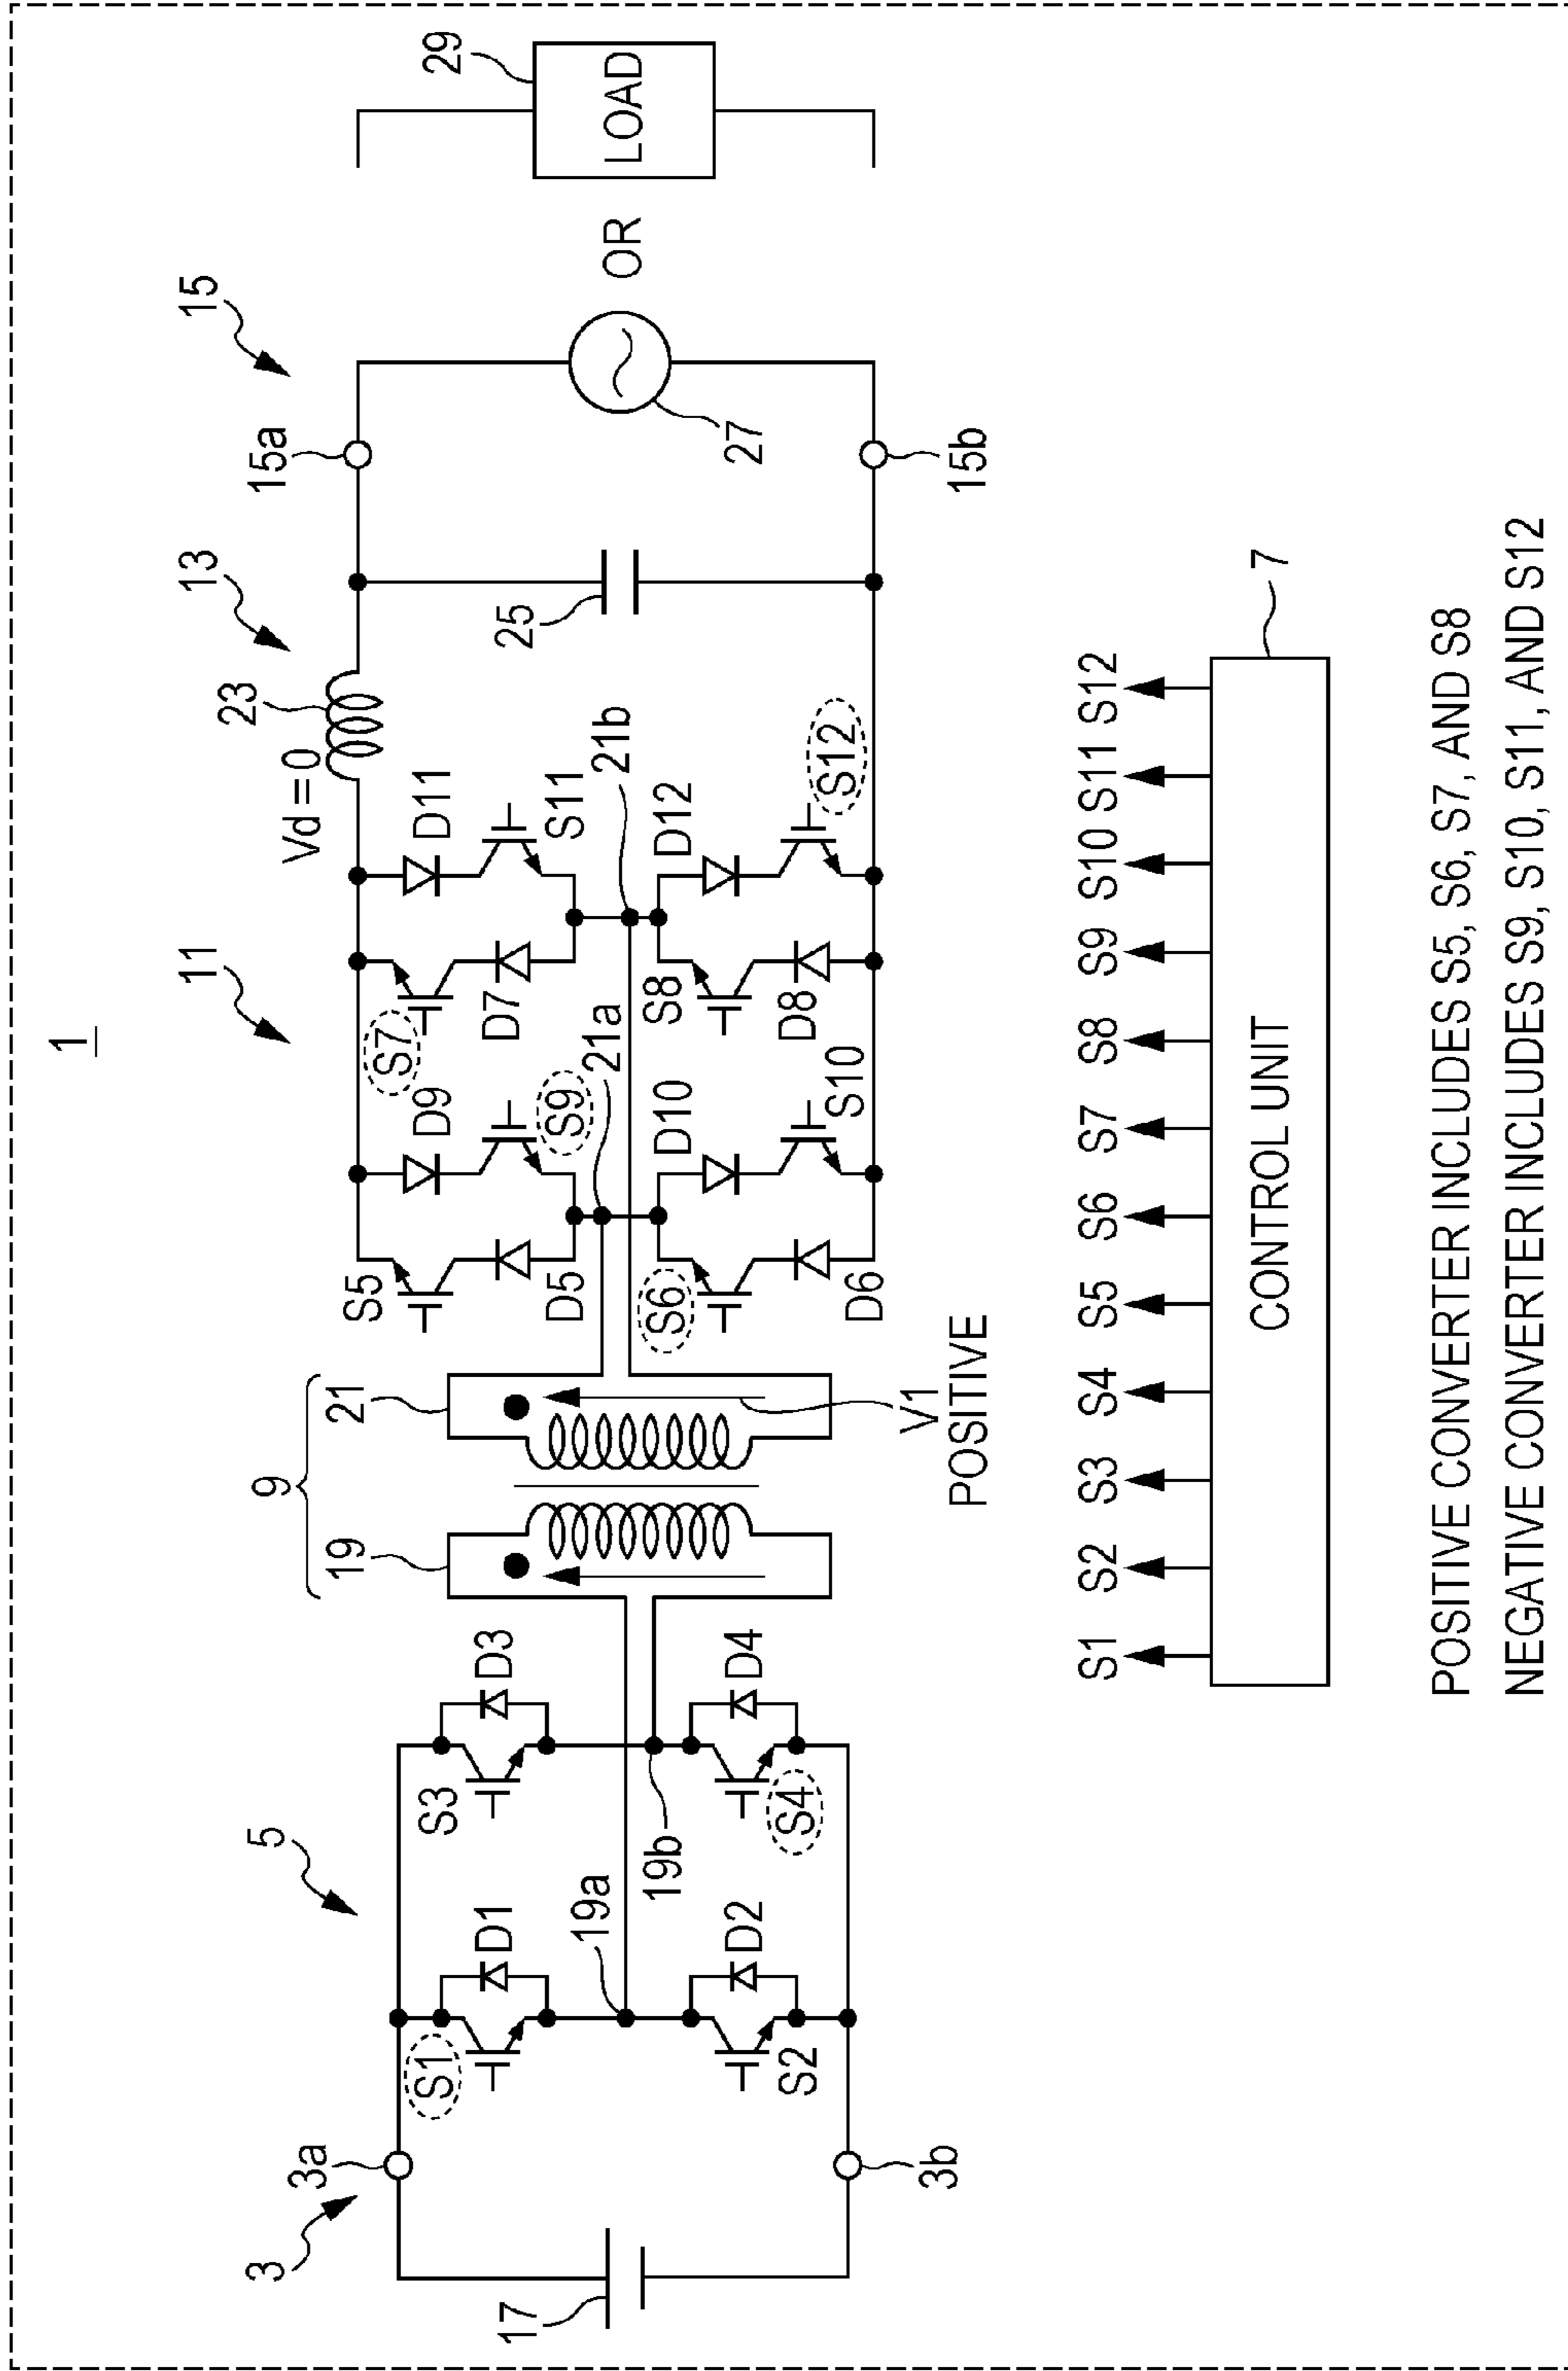 1
3
3a
3b
17
5
S1
D1
S2
D2
19a
S3
D3
S4
D4
19b
9
19
21
V1
POSITIVE
11
S5
D5
S6
D6
D9
S9
D10
S10
21a
S7
D7
S8
D8
D11
S11
D12
S12
21b
13
Vd = 0
23
25
15
15a
15b
27
OR
29
LOAD
S1 S2 S3 S4 S5 S6 S7 S8 S9 S10 S11 S12
CONTROL UNIT
7
POSITIVE CONVERTER INCLUDES S5, S6, S7, AND S8
NEGATIVE CONVERTER INCLUDES S9, S10, S11, AND S12